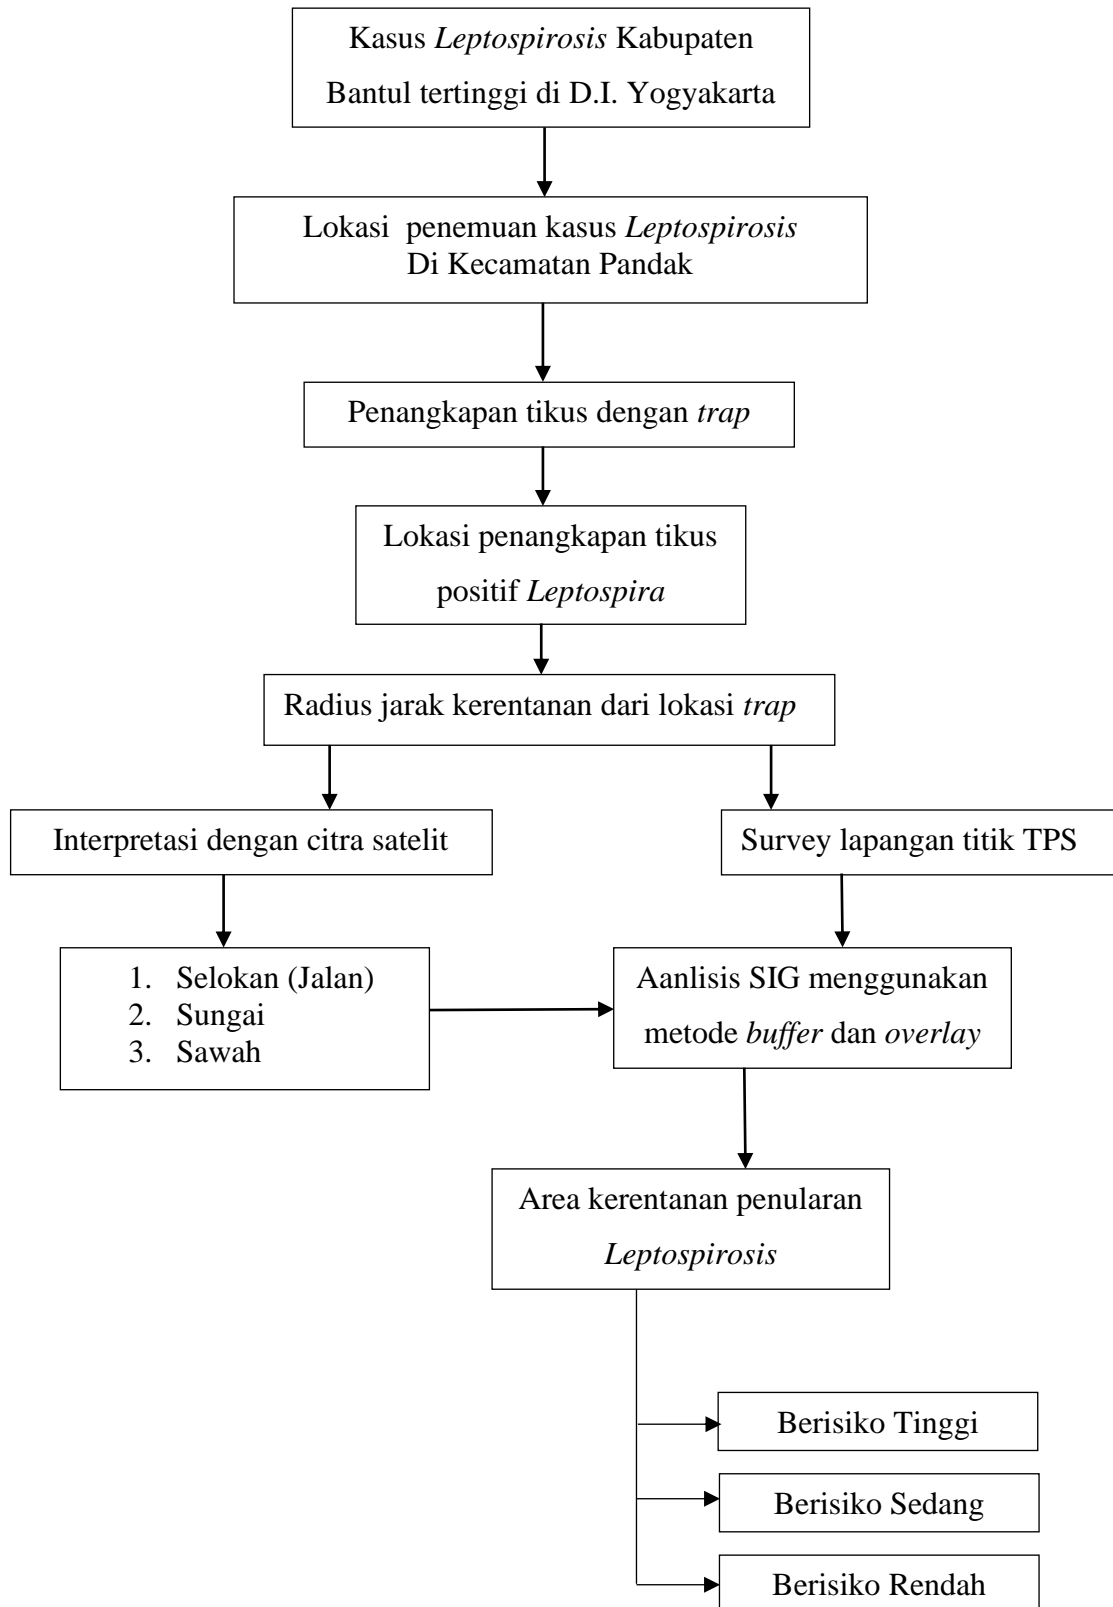 Kasus Leptospirosis Kabupaten
Bantul tertinggi di D.I. Yogyakarta
Lokasi penemuan kasus Leptospirosis
Di Kecamatan Pandak
Penangkapan tikus dengan trap
Lokasi penangkapan tikus
positif Leptospira
Radius jarak kerentanan dari lokasi trap
Interpretasi dengan citra satelit
Survey lapangan titik TPS
1. Selokan (Jalan)
2. Sungai
3. Sawah
Aanlisis SIG menggunakan
metode buffer dan overlay
Area kerentanan penularan
Leptospirosis
Berisiko Tinggi
Berisiko Sedang
Berisiko Rendah